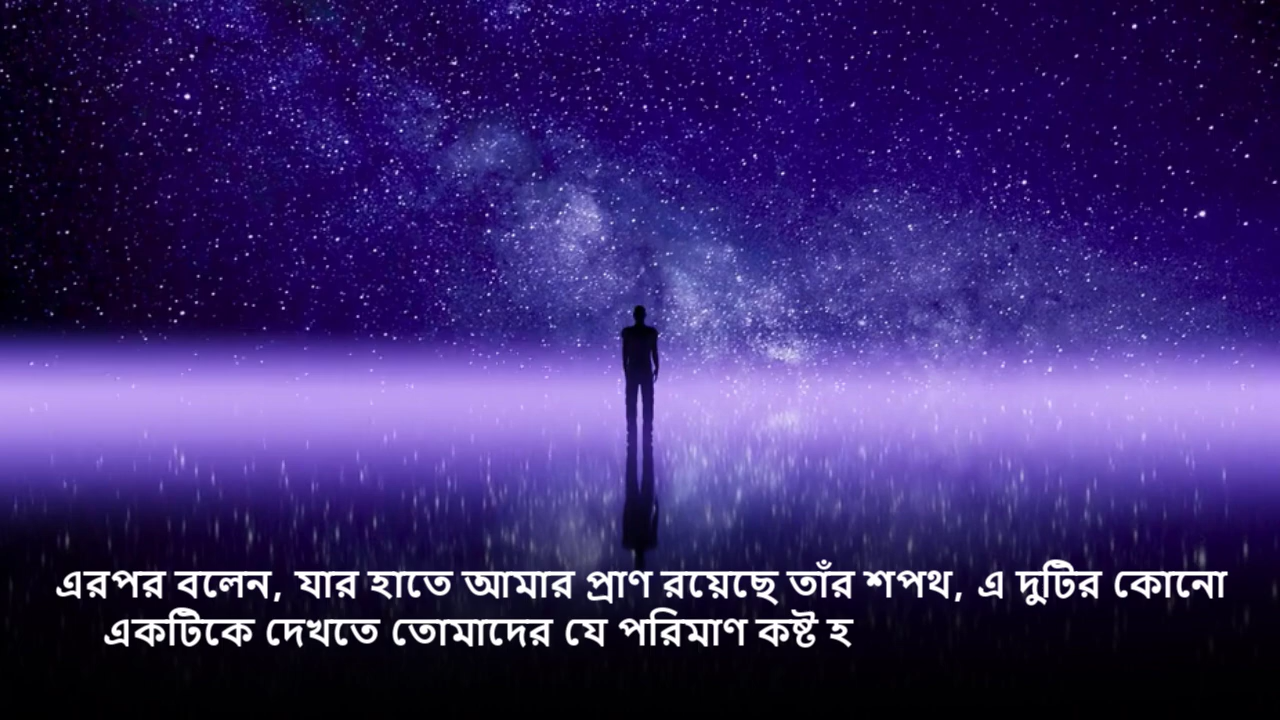 এরপর বলেন, যার হাতে আমার প্রাণ রয়েছে তাঁর শপথ, এ দুটির কোনো
একটিকে দেখতে তোমাদের যে পরিমাণ কষ্ট হ